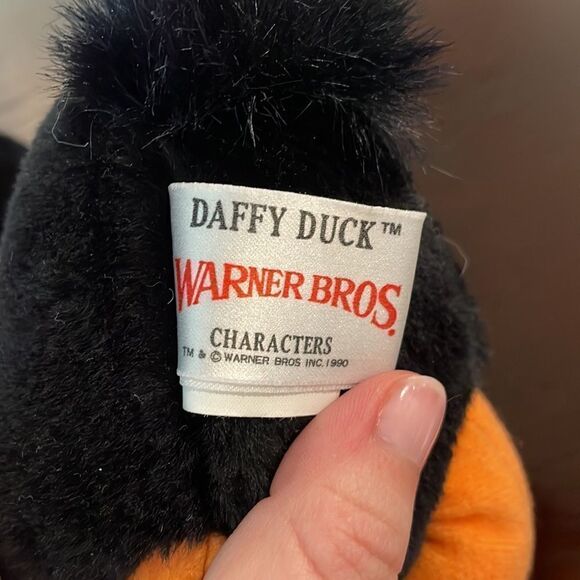 DAFFY DUCK™
WARNER BROS.
CHARACTERS
TM & © WARNER BROS INC. 1990